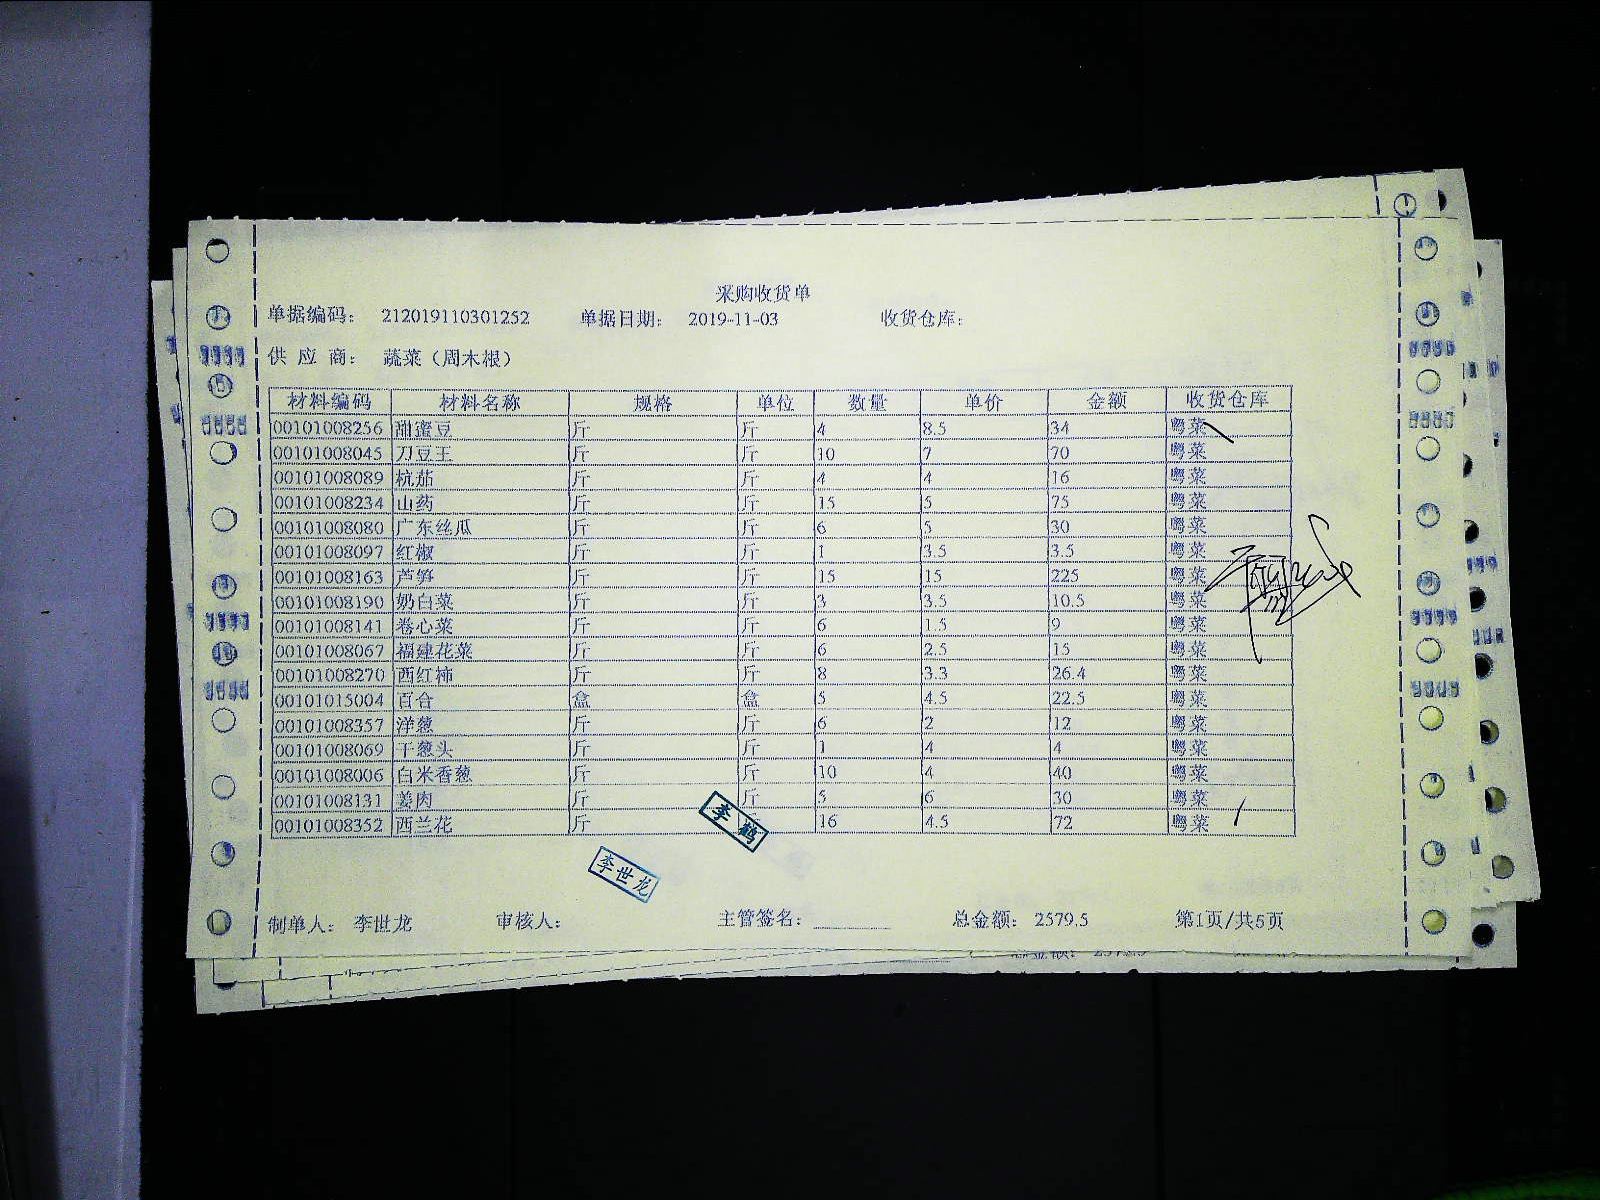 采购收货单
单据编码： 212019110301252 单据日期： 2019-11-03 收货仓库：
供 应 商： 蔬菜（周木根）
材料编码 材料名称 规格 单位 数量 单价 金额 收货仓库
00101008256 甜蜜豆 斤 斤 4 8.5 34 粤菜
00101008045 刀豆王 斤 斤 10 7 70 粤菜
00101008089 杭茄 斤 斤 4 4 16 粤菜
00101008234 山药 斤 斤 15 5 75 粤菜
00101008080 广东丝瓜 斤 斤 6 5 30 粤菜
00101008097 红椒 斤 斤 1 3.5 3.5 粤菜
00101008163 芦笋 斤 斤 15 15 225 粤菜
00101008190 奶白菜 斤 斤 3 3.5 10.5 粤菜
00101008141 卷心菜 斤 斤 6 1.5 9 粤菜
00101008067 福建花菜 斤 斤 6 2.5 15 粤菜
00101008270 西红柿 斤 斤 8 3.3 26.4 粤菜
00101015004 百合 盒 盒 5 4.5 22.5 粤菜
00101008357 洋葱 斤 斤 6 2 12 粤菜
00101008069 干葱头 斤 斤 1 4 4 粤菜
00101008006 白米香葱 斤 斤 10 4 40 粤菜
00101008131 姜肉 斤 斤 5 6 30 粤菜
00101008352 西兰花 斤 斤 16 4.5 72 粤菜
李鹤
李世龙
制单人： 李世龙 审核人： 主管签名： 总金额： 2579.5 第1页/共5页